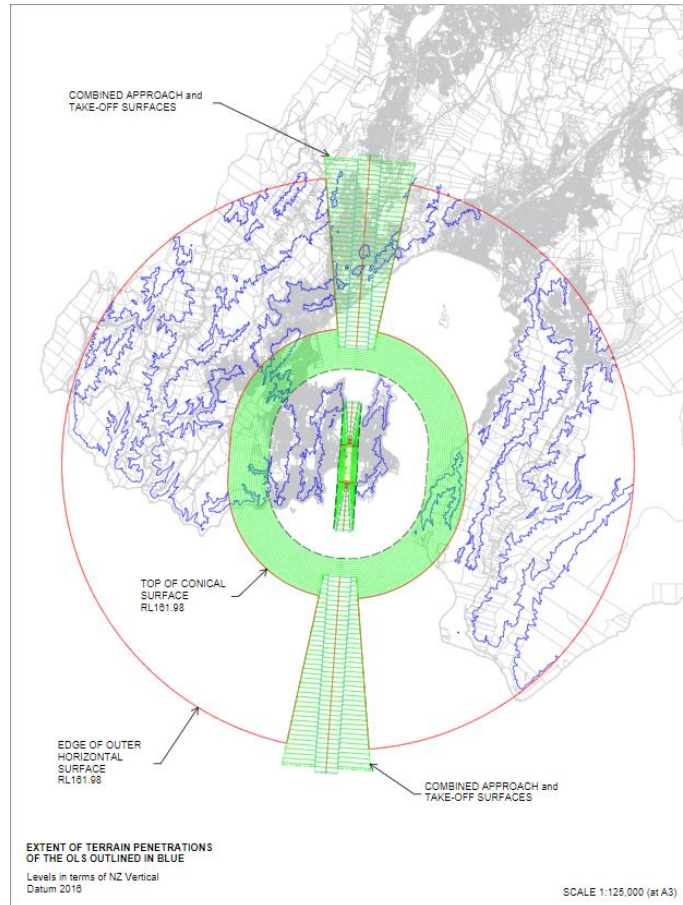 COMBINED APPROACH and
TAKE-OFF SURFACES
TOP OF CONICAL
SURFACE
RL161.98
EDGE OF OUTER
HORIZONTAL
SURFACE
RL161.98
COMBINED APPROACH and
TAKE-OFF SURFACES
EXTENT OF TERRAIN PENETRATIONS
OF THE OLS OUTLINED IN BLUE
Levels in terms of NZ Vertical
Datum 2016
SCALE 1:125,000 (at A3)